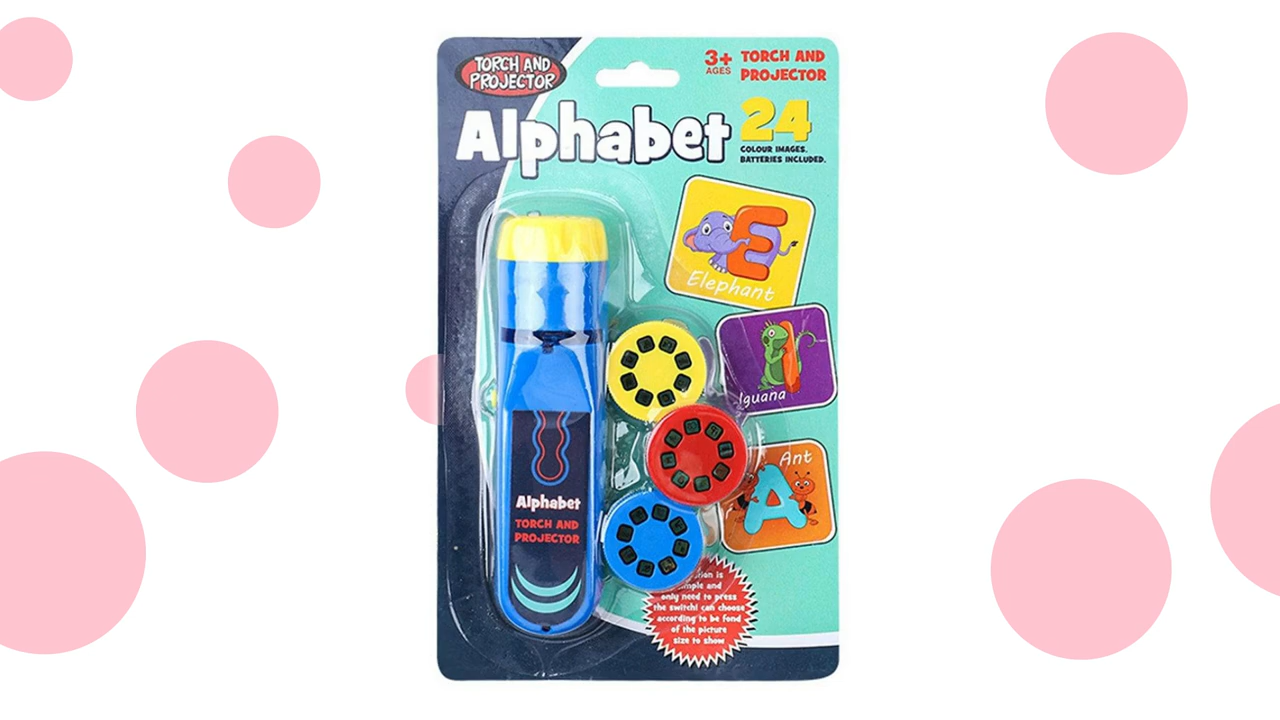 TORCH AND
PROJECTOR
3+
AGES
TORCH AND
PROJECTOR
Alphabet
24
COLOUR IMAGES.
BATTERIES INCLUDED.
E
Elephant
I
Iguana
Ant
A
Alphabet
TORCH AND
PROJECTOR
is
and
only need to press
the switch! can choose
according to be fond
of the picture
size to show